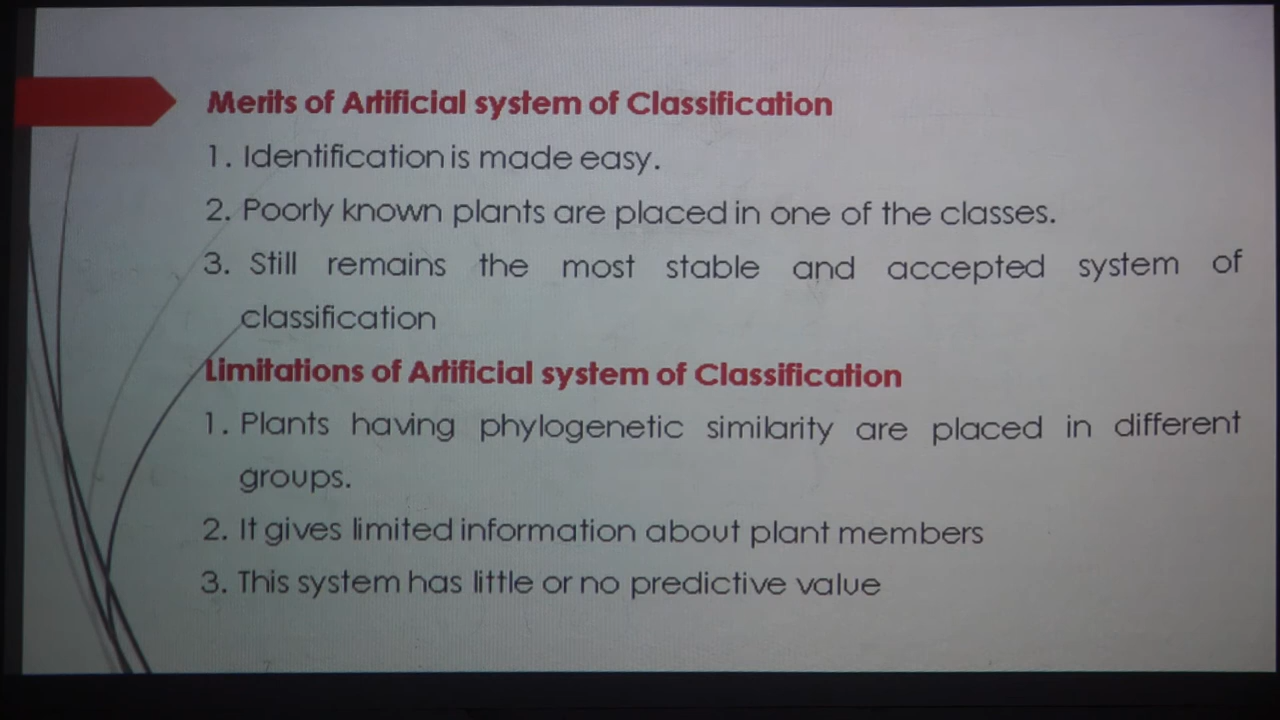 Merits of Artificial system of Classification
1. Identification is made easy.
2. Poorly known plants are placed in one of the classes.
3. Still remains the most stable and accepted system of
classification
Limitations of Artificial system of Classification
1. Plants having phylogenetic similarity are placed in different
groups.
2. It gives limited information about plant members
3. This system has little or no predictive value